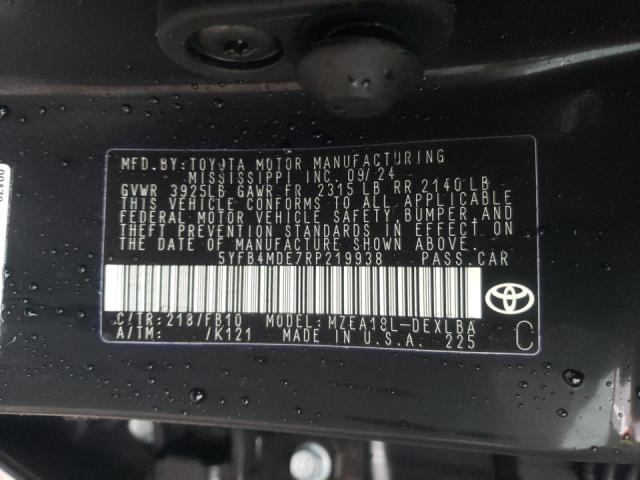 MFD. BY: TOYOTA MOTOR MANUFACTURING
MISSISSIPPI INC. 09/24
GVWR 3925LB GAWR FR 2315 LB RR 2140 LB
THIS VEHICLE CONFORMS TO ALL APPLICABLE
FEDERAL MOTOR VEHICLE SAFETY, BUMPER, AND
THEFT PREVENTION STANDARDS IN EFFECT ON
THE DATE OF MANUFACTURE SHOWN ABOVE.
5YFB4MDE7RP219938 PASS. CAR
C/TR: 218/FB10 MODEL: MZEA18L-DEXLBA
A/TM: /K121 MADE IN U.S.A. 225
C